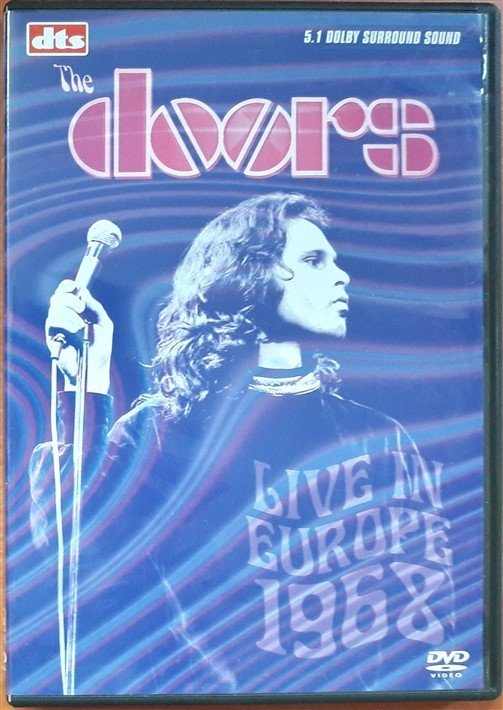 dts
5.1 DOLBY SURROUND SOUND
The
doors
LIVE IN
EUROPE
1968
DVD
VIDEO